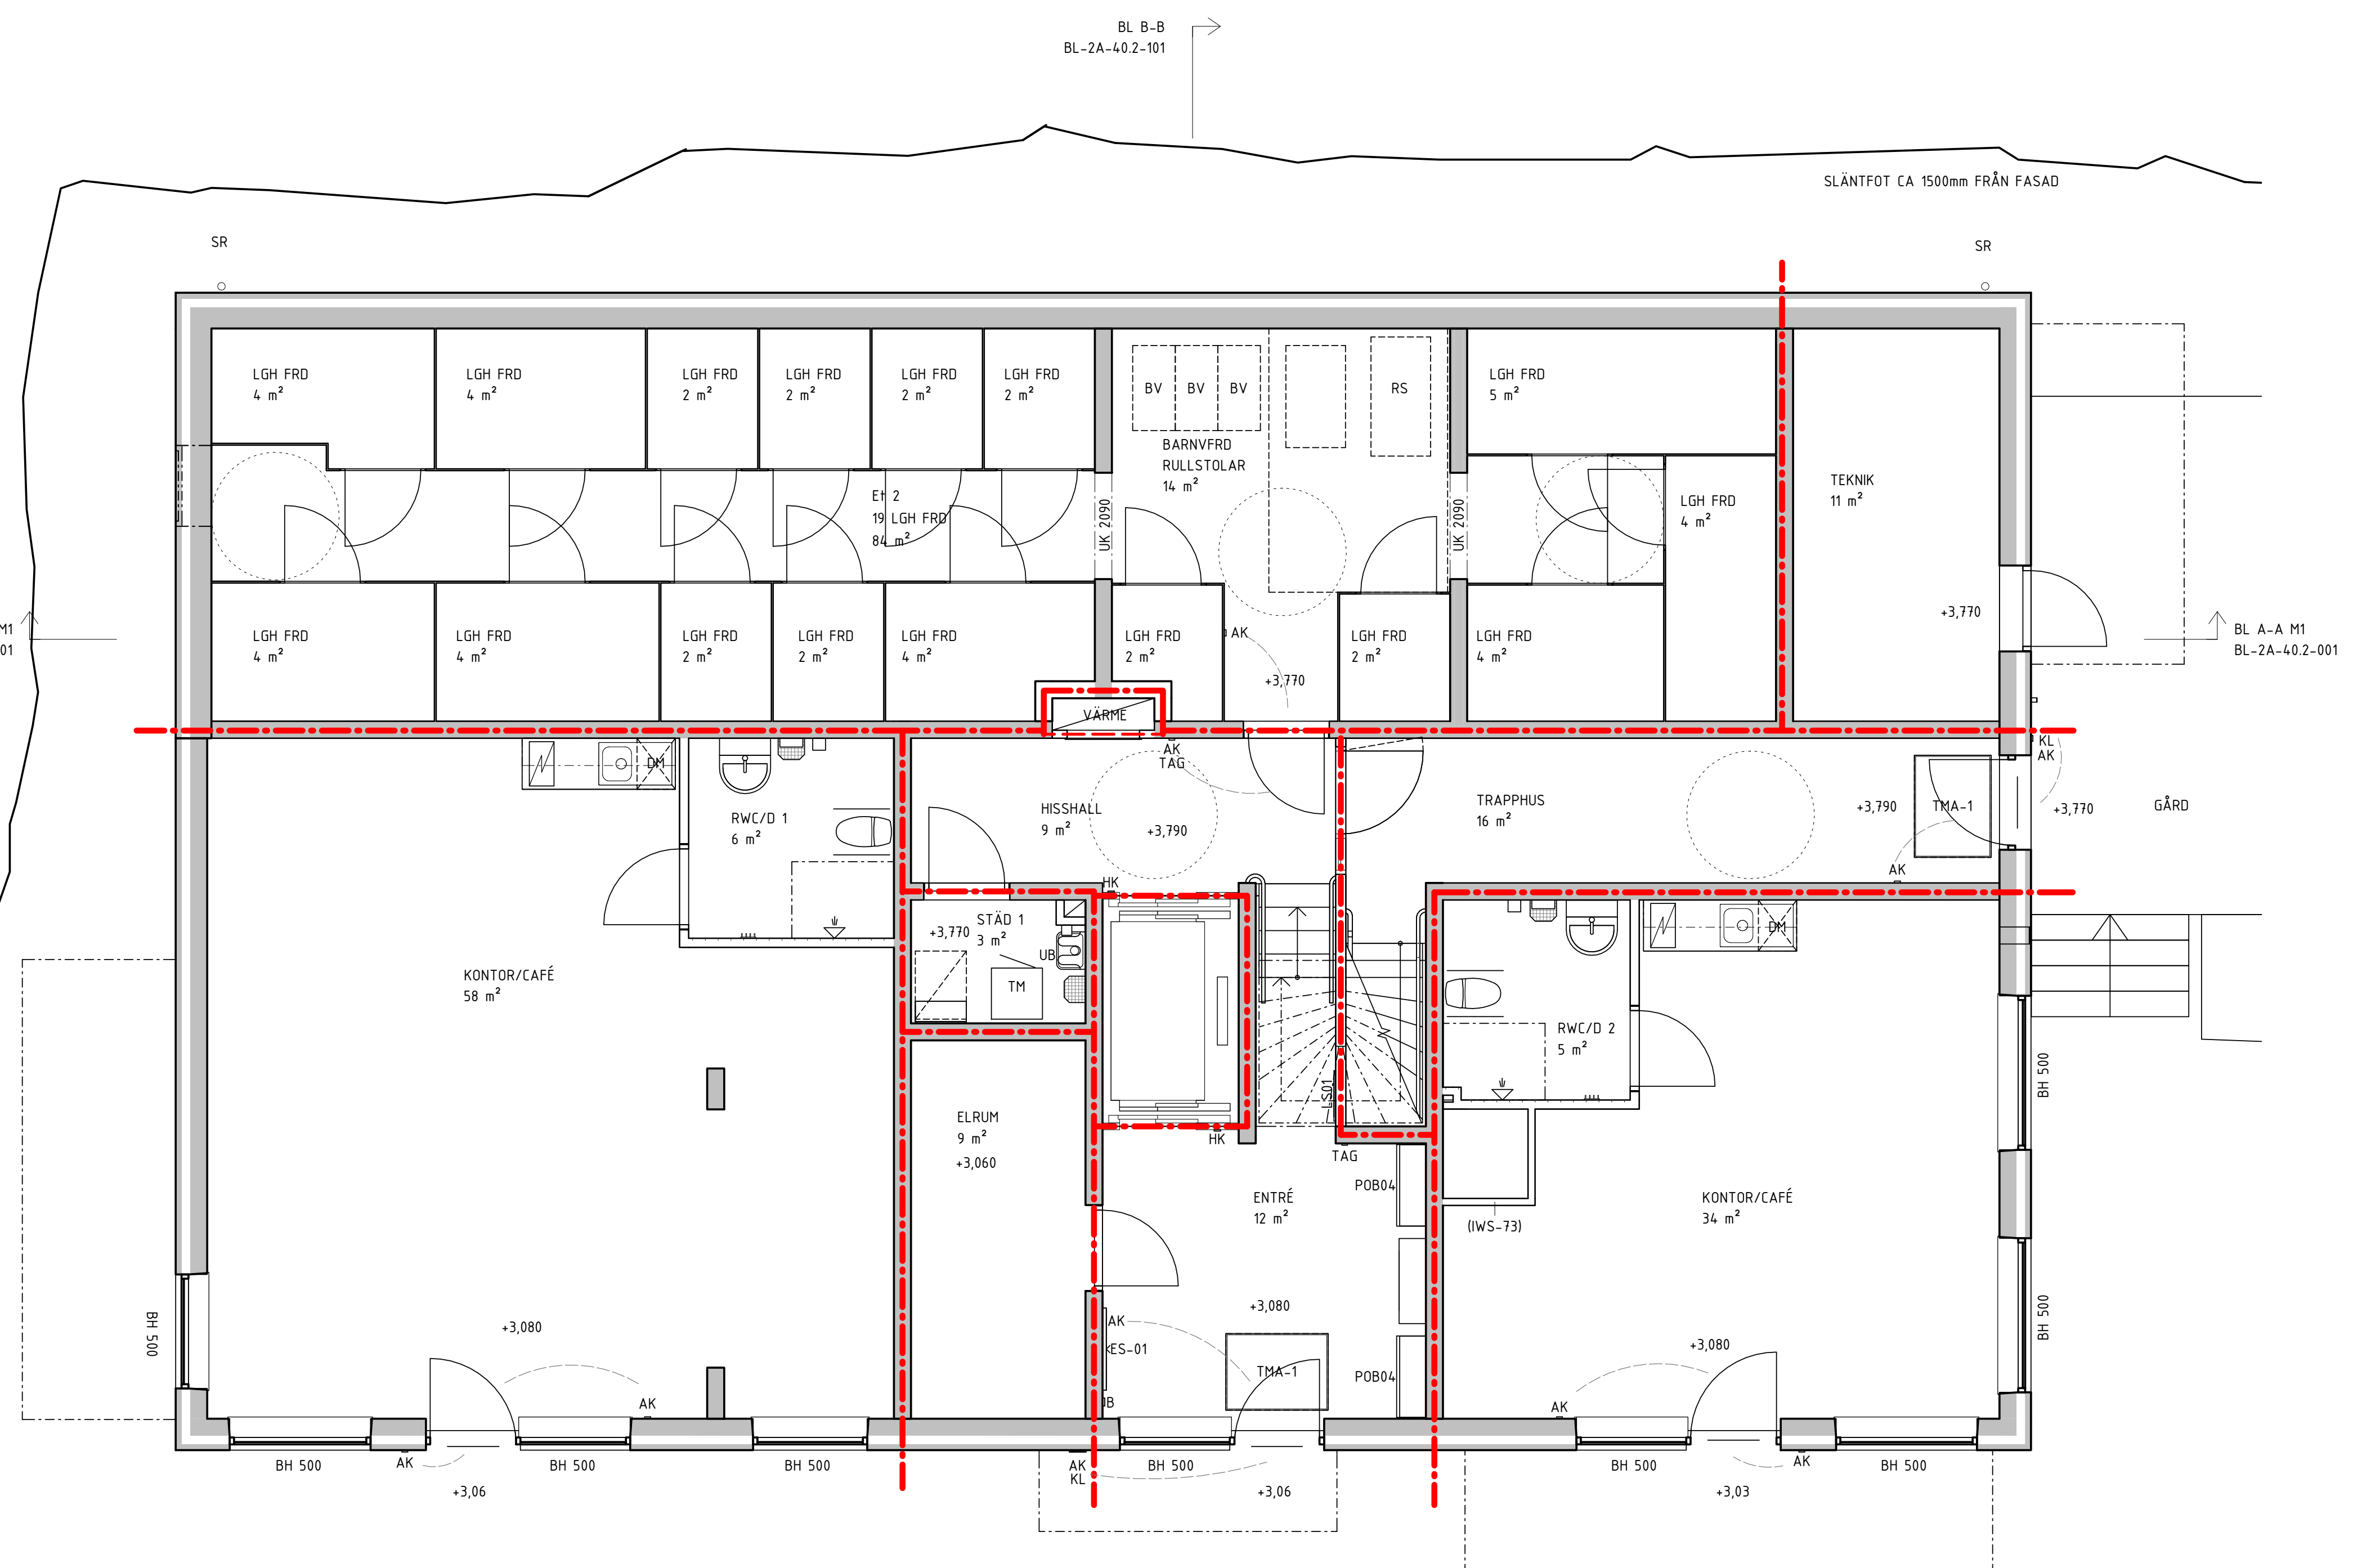 BL B-B
BL-2A-40.2-101
SLÄNTFOT CA 1500mm FRÅN FASAD
SR
SR
LGH FRD
4 m²
LGH FRD
4 m²
LGH FRD
2 m²
LGH FRD
2 m²
LGH FRD
2 m²
LGH FRD
2 m²
BV
BV
BV
RS
BARNVFRD
RULLSTOLAR
14 m²
LGH FRD
5 m²
LGH FRD
4 m²
TEKNIK
11 m²
Et 2
19 LGH FRD
84 m²
UK 2090
UK 2090
+3,770
M1
01
LGH FRD
4 m²
LGH FRD
4 m²
LGH FRD
2 m²
LGH FRD
2 m²
LGH FRD
4 m²
LGH FRD
2 m²
AK
+3,770
LGH FRD
2 m²
LGH FRD
4 m²
BL A-A M1
BL-2A-40.2-001
VÄRME
AK
TAG
KL
AK
DM
RWC/D 1
6 m²
HISSHALL
9 m²
+3,790
TRAPPHUS
16 m²
+3,790
TMA-1
+3,770
GÅRD
AK
HK
STÄD 1
3 m²
+3,770
UB
TM
KONTOR/CAFÉ
58 m²
DM
RWC/D 2
5 m²
BH 500
LS01
ELRUM
9 m²
+3,060
HK
TAG
POB04
ENTRÉ
12 m²
KONTOR/CAFÉ
34 m²
(IWS-73)
BH 500
+3,080
+3,080
AK
KES-01
+3,080
BH 500
TMA-1
POB04
B
AK
AK
BH 500
AK
BH 500
BH 500
AK
KL
BH 500
BH 500
AK
BH 500
+3,06
+3,06
+3,03